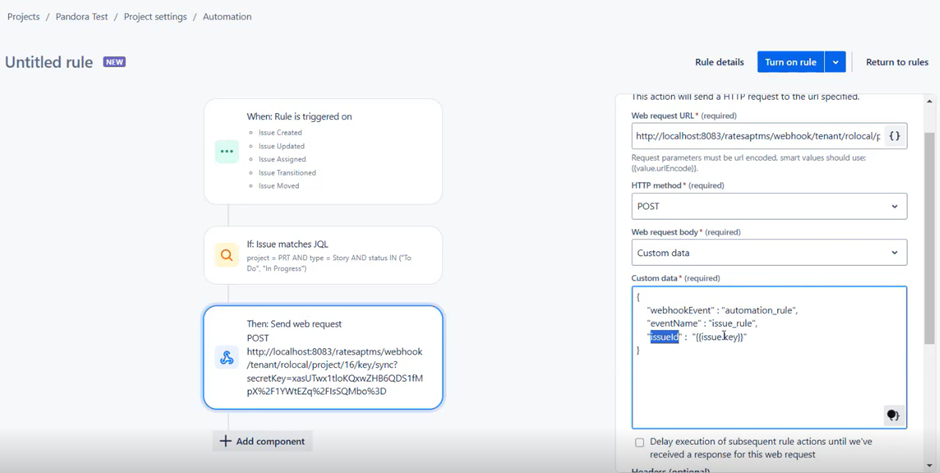 Projects / Pandora Test / Project settings / Automation
Untitled rule NEW
Rule details
Turn on rule
Return to rules
When: Rule is triggered on
Issue Created
Issue Updated
Issue Assigned
Issue Transitioned
Issue Moved
If: Issue matches JQL
project = PRT AND type = Story AND status IN ("To
Do", "In Progress")
Then: Send web request
POST
http://localhost:8083/ratesaptms/webhook
/tenant/rolocal/project/16/key/sync?
secretKey=xasUTwx1tloKQxwZHB6QDS1fM
pX%2F1YWtEZq%2FIsSQMbo%3D
+ Add component
This action will send a HTTP request to the url specified.
Web request URL* (required)
http://localhost:8083/ratesaptms/webhook/tenant/rolocal/p
{}
Request parameters must be url encoded, smart values should use:
{{value.urlEncode}}.
HTTP method* (required)
POST
Web request body* (required)
Custom data
Custom data* (required)
{
"webhookEvent" : "automation_rule",
"eventName" : "issue_rule",
"issueId" : "{{issue.key}}"
}
Delay execution of subsequent rule actions until we've
received a response for this web request
Headers (optional)